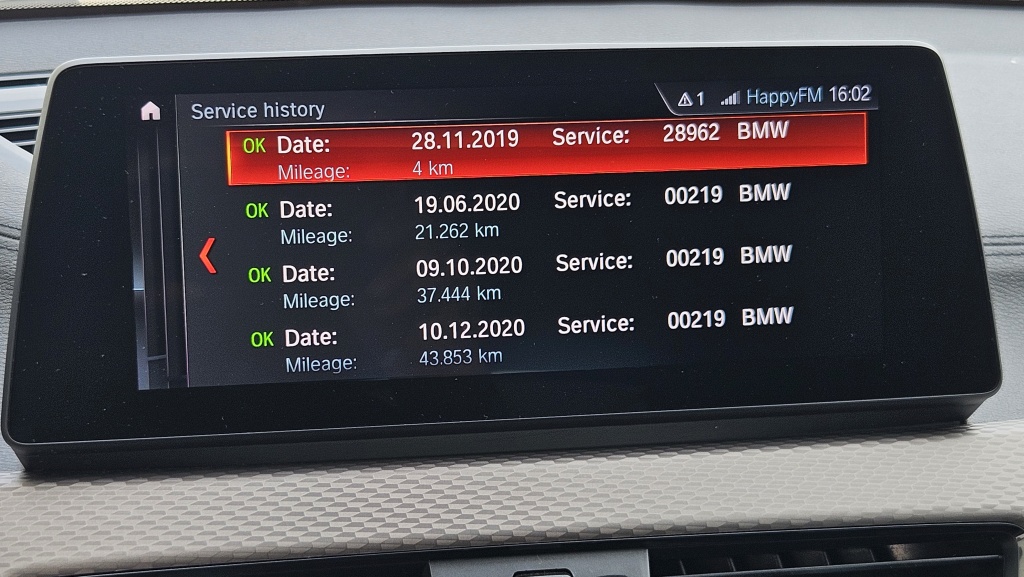 Service history 1 HappyFM 16:02
OK Date: 28.11.2019 Service: 28962 BMW
Mileage: 4 km
OK Date: 19.06.2020 Service: 00219 BMW
Mileage: 21.262 km
OK Date: 09.10.2020 Service: 00219 BMW
Mileage: 37.444 km
OK Date: 10.12.2020 Service: 00219 BMW
Mileage: 43.853 km